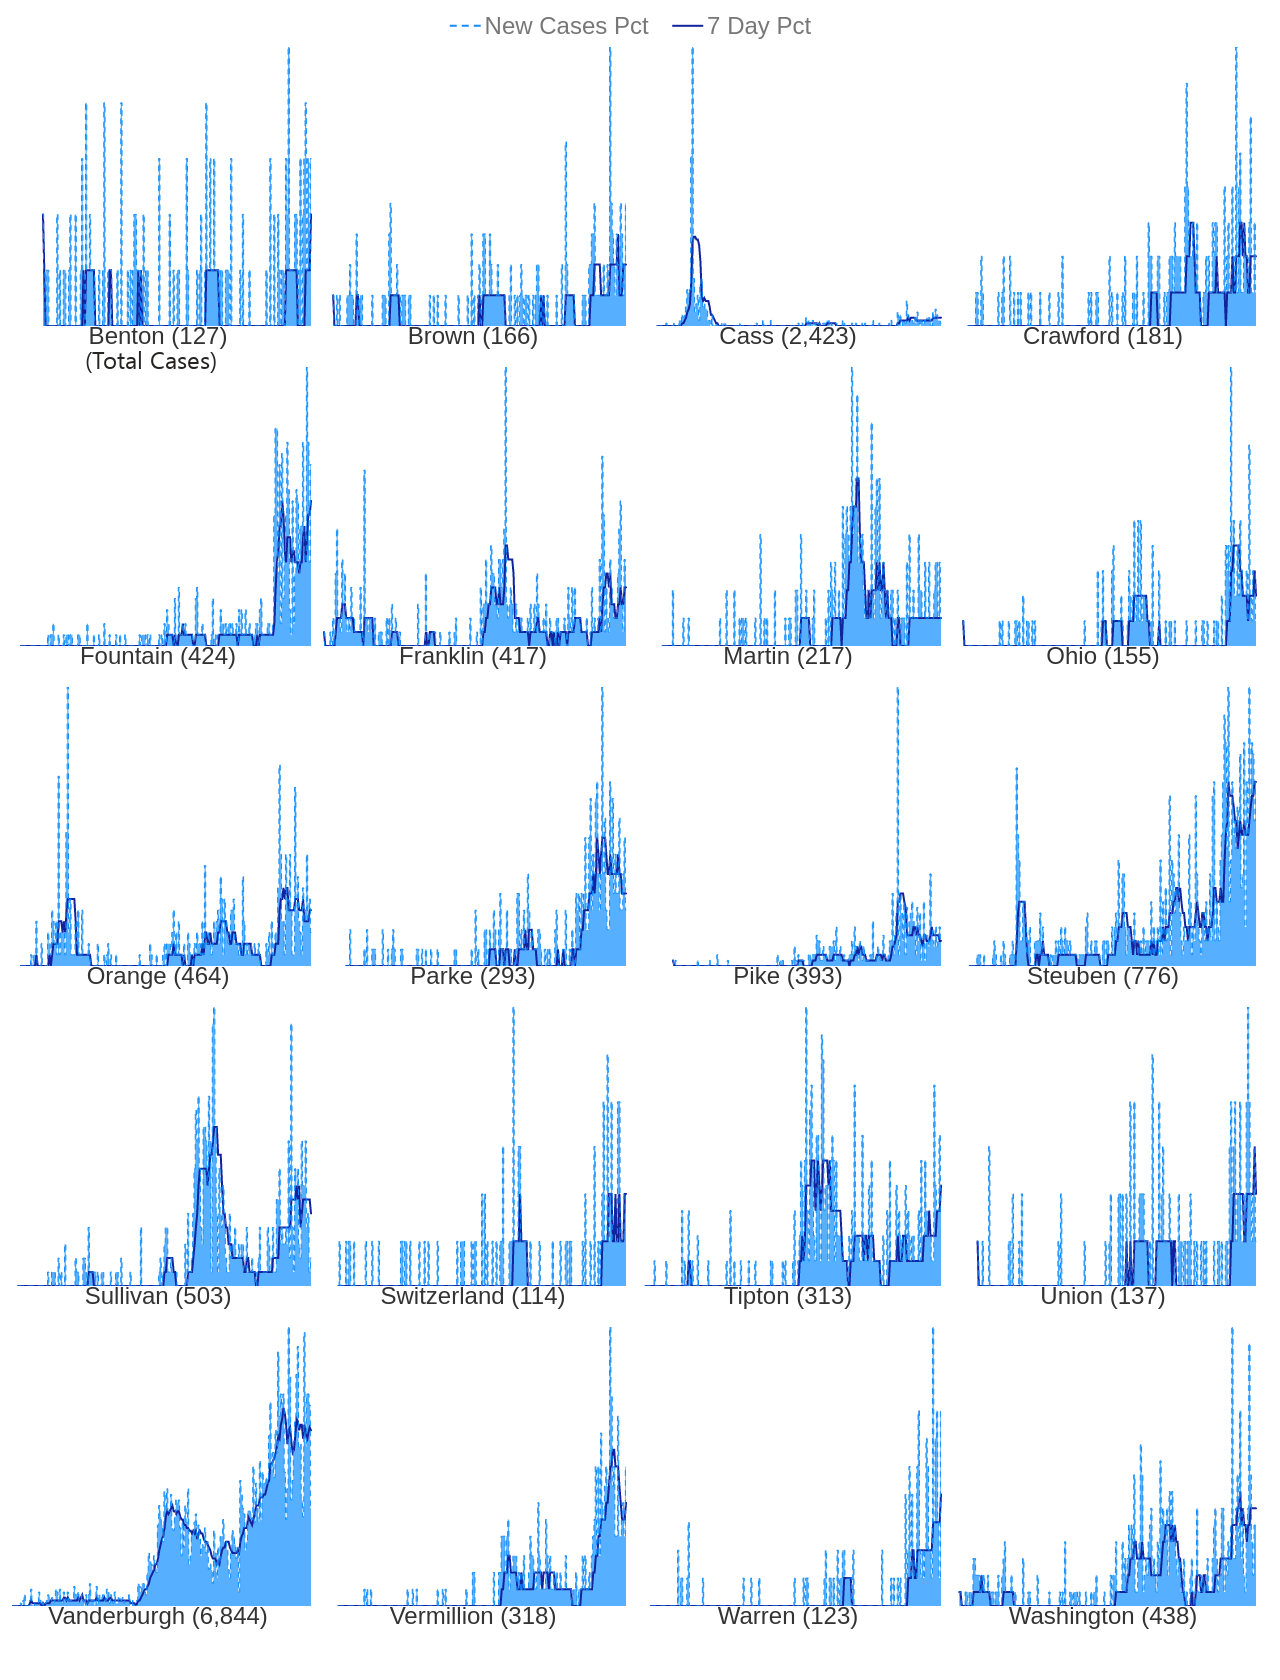 New Cases Pct 7 Day Pct
Benton (127) Brown (166) Cass (2,423) Crawford (181)
(Total Cases)
Fountain (424) Franklin (417) Martin (217) Ohio (155)
Orange (464) Parke (293) Pike (393) Steuben (776)
Sullivan (503) Switzerland (114) Tipton (313) Union (137)
Vanderburgh (6,844) Vermillion (318) Warren (123) Washington (438)